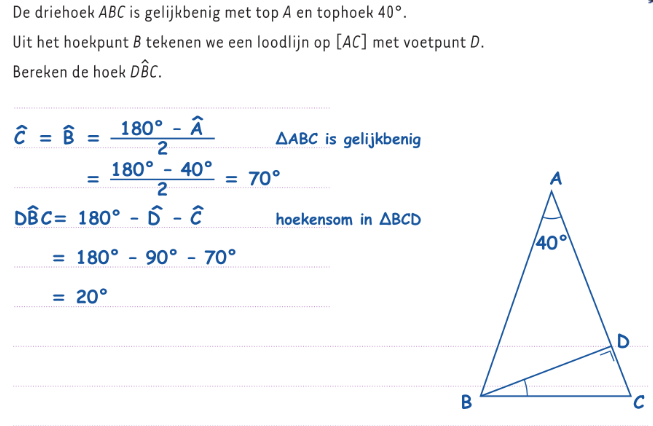 De driehoek ABC is gelijkbenig met top A en tophoek 40°.
Uit het hoekpunt B tekenen we een loodlijn op [AC] met voetpunt D.
Bereken de hoek DB̂C.
Ĉ = B̂ = (180° - Â) / 2 ΔABC is gelijkbenig
= (180° - 40°) / 2 = 70°
DB̂C = 180° - D̂ - Ĉ hoekensom in ΔBCD
= 180° - 90° - 70°
= 20°
A
40°
D
B
C